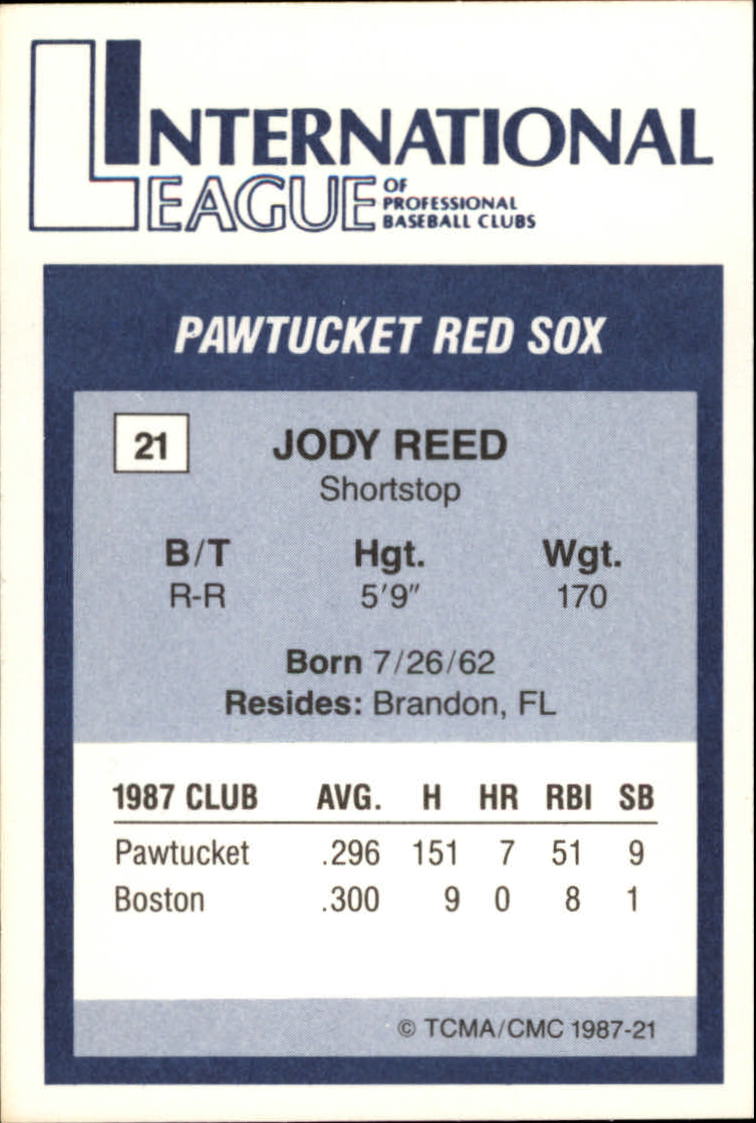 INTERNATIONAL
LEAGUE OF
PROFESSIONAL
BASEBALL CLUBS
PAWTUCKET RED SOX
21 JODY REED
Shortstop
B/T Hgt. Wgt.
R-R 5'9" 170
Born 7/26/62
Resides: Brandon, FL
1987 CLUB AVG. H HR RBI SB
Pawtucket .296 151 7 51 9
Boston .300 9 0 8 1
© TCMA/CMC 1987-21